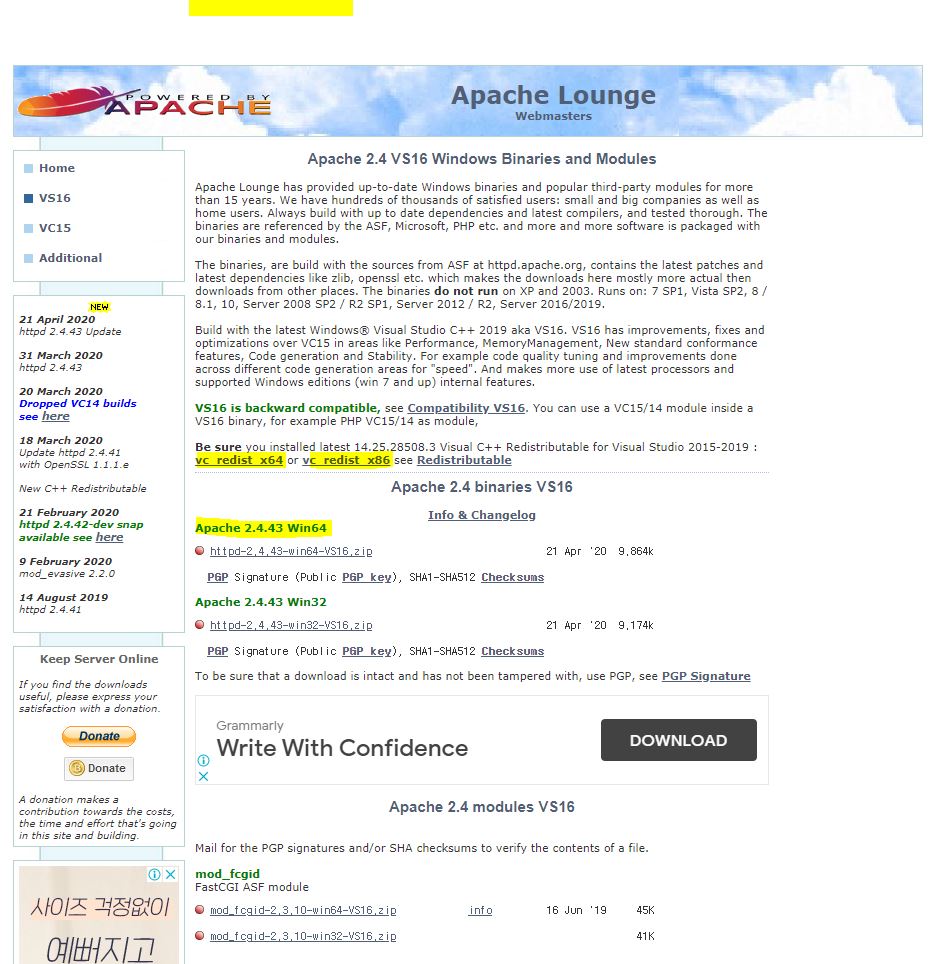 POWERED BY
APACHE
Apache Lounge
Webmasters
Home
VS16
VC15
Additional
NEW
21 April 2020
httpd 2.4.43 Update
31 March 2020
httpd 2.4.43
20 March 2020
Dropped VC14 builds
see here
18 March 2020
Update httpd 2.4.41
with OpenSSL 1.1.1.e
New C++ Redistributable
21 February 2020
httpd 2.4.42-dev snap
available see here
9 February 2020
mod_evasive 2.2.0
14 August 2019
httpd 2.4.41
Keep Server Online
If you find the downloads
useful, please express your
satisfaction with a donation.
Donate
Donate
A donation makes a
contribution towards the costs,
the time and effort that's going
in this site and building.
사이즈 걱정없이
예뻐지고
Apache 2.4 VS16 Windows Binaries and Modules
Apache Lounge has provided up-to-date Windows binaries and popular third-party modules for more
than 15 years. We have hundreds of thousands of satisfied users: small and big companies as well as
home users. Always build with up to date dependencies and latest compilers, and tested thorough. The
binaries are referenced by the ASF, Microsoft, PHP etc. and more and more software is packaged with
our binaries and modules.
The binaries, are build with the sources from ASF at httpd.apache.org, contains the latest patches and
latest dependencies like zlib, openssl etc. which makes the downloads here mostly more actual then
downloads from other places. The binaries do not run on XP and 2003. Runs on: 7 SP1, Vista SP2, 8 /
8.1, 10, Server 2008 SP2 / R2 SP1, Server 2012 / R2, Server 2016/2019.
Build with the latest Windows® Visual Studio C++ 2019 aka VS16. VS16 has improvements, fixes and
optimizations over VC15 in areas like Performance, MemoryManagement, New standard conformance
features, Code generation and Stability. For example code quality tuning and improvements done
across different code generation areas for "speed". And makes more use of latest processors and
supported Windows editions (win 7 and up) internal features.
VS16 is backward compatible, see Compatibility VS16. You can use a VC15/14 module inside a
VS16 binary, for example PHP VC15/14 as module,
Be sure you installed latest 14.25.28508.3 Visual C++ Redistributable for Visual Studio 2015-2019 :
vc_redist_x64 or vc_redist_x86 see Redistributable
Apache 2.4 binaries VS16
Info & Changelog
Apache 2.4.43 Win64
httpd-2.4.43-win64-VS16.zip 21 Apr '20 9.864k
PGP Signature (Public PGP key), SHA1-SHA512 Checksums
Apache 2.4.43 Win32
httpd-2.4.43-win32-VS16.zip 21 Apr '20 9.174k
PGP Signature (Public PGP key), SHA1-SHA512 Checksums
To be sure that a download is intact and has not been tampered with, use PGP, see PGP Signature
Grammarly
Write With Confidence
DOWNLOAD
Apache 2.4 modules VS16
Mail for the PGP signatures and/or SHA checksums to verify the contents of a file.
mod_fcgid
FastCGI ASF module
mod_fcgid-2.3.10-win64-VS16.zip info 16 Jun '19 45K
mod_fcgid-2.3.10-win32-VS16.zip 41K